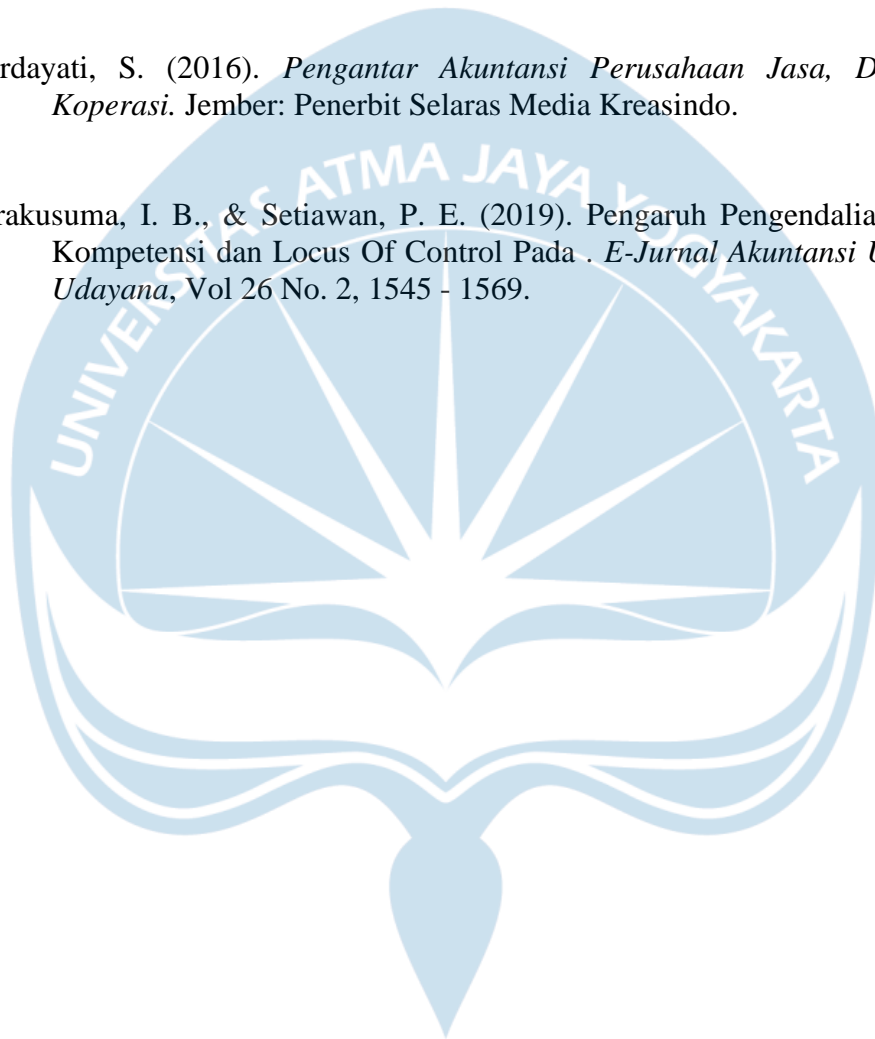 rdayati, S. (2016). Pengantar Akuntansi Perusahaan Jasa, D
Koperasi. Jember: Penerbit Selaras Media Kreasindo.
rakusuma, I. B., & Setiawan, P. E. (2019). Pengaruh Pengendalia
Kompetensi dan Locus Of Control Pada . E-Jurnal Akuntansi U
Udayana, Vol 26 No. 2, 1545 - 1569.
UNIVERSITAS ATMA JAYA YOGYAKARTA